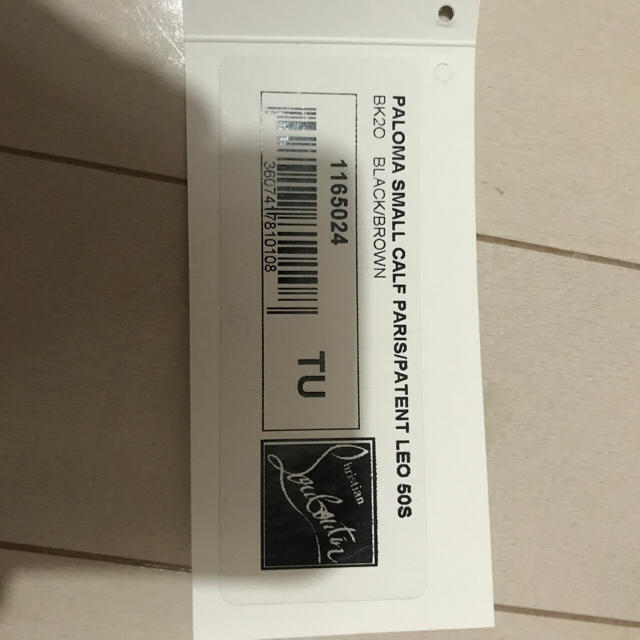 PALOMA SMALL CALF PARIS/PATENT LEO 50S
BK2O BLACK/BROWN
1165024
3607417810108
TU
Christian
Louboutin